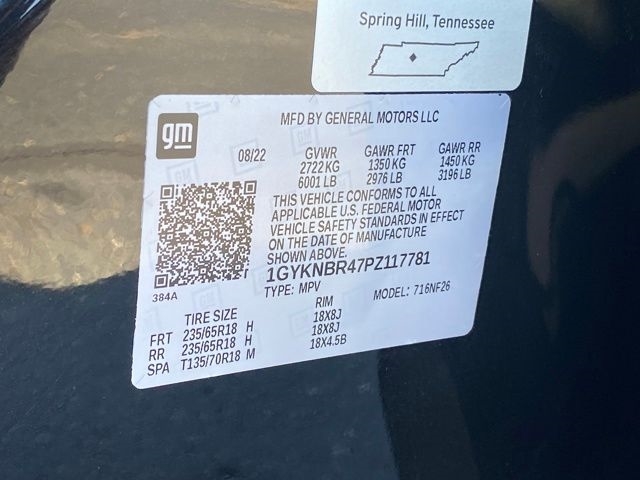 Spring Hill, Tennessee
gm
MFD BY GENERAL MOTORS LLC
08/22 GVWR GAWR FRT GAWR RR
2722 KG 1350 KG 1450 KG
6001 LB 2976 LB 3196 LB
THIS VEHICLE CONFORMS TO ALL
APPLICABLE U.S. FEDERAL MOTOR
VEHICLE SAFETY STANDARDS IN EFFECT
ON THE DATE OF MANUFACTURE
SHOWN ABOVE.
1GYKNBR47PZ117781
384A
TYPE: MPV MODEL: 716NF26
TIRE SIZE RIM
FRT 235/65R18 H 18X8J
RR 235/65R18 H 18X8J
SPA T135/70R18 M 18X4.5B